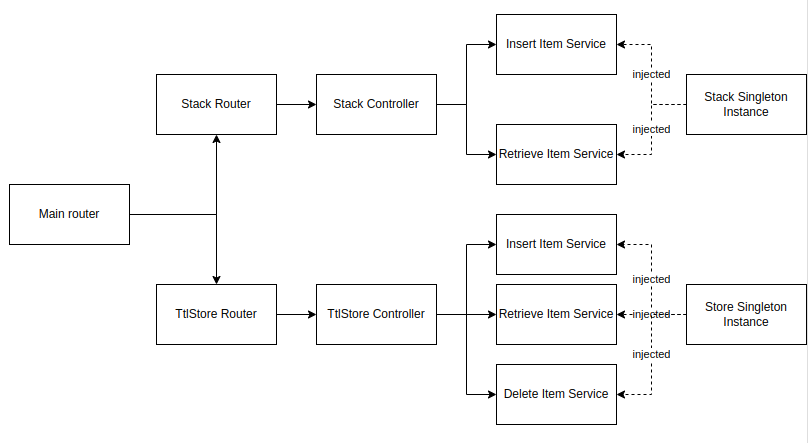 Insert Item Service
injected
Stack Router
Stack Controller
Stack Singleton
Instance
injected
Retrieve Item Service
Main router
Insert Item Service
injected
TtlStore Router
TtlStore Controller
Retrieve Item Service
injected
Store Singleton
Instance
injected
Delete Item Service